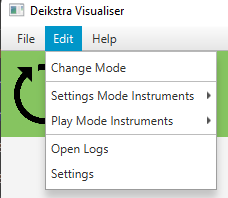 Deikstra Visualiser
File Edit Help
Change Mode
Settings Mode Instruments
Play Mode Instruments
Open Logs
Settings